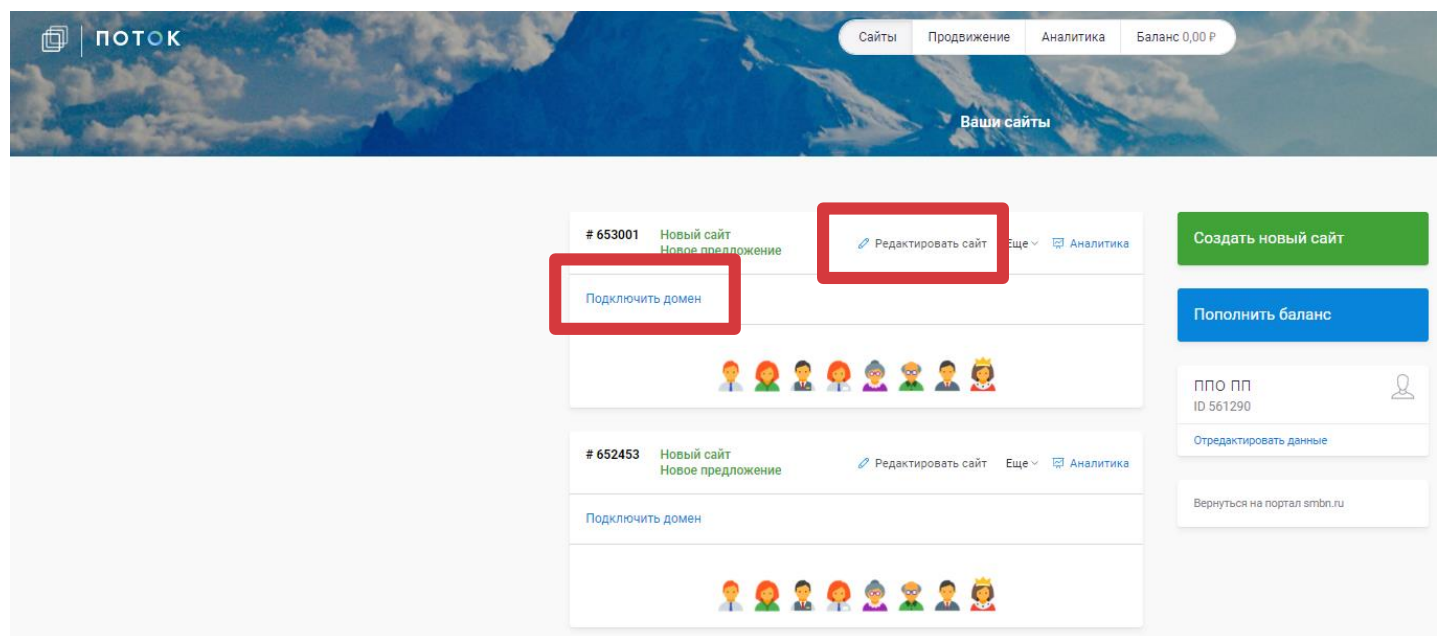 ПОТОК
Сайты Продвижение Аналитика Баланс 0,00 ₽
Ваши сайты
# 653001 Новый сайт
Новое предложение
Редактировать сайт Еще Аналитика
Подключить домен
# 652453 Новый сайт
Новое предложение
Редактировать сайт Еще Аналитика
Подключить домен
Создать новый сайт
Пополнить баланс
ППО ПП
ID 561290
Отредактировать данные
Вернуться на портал smbn.ru